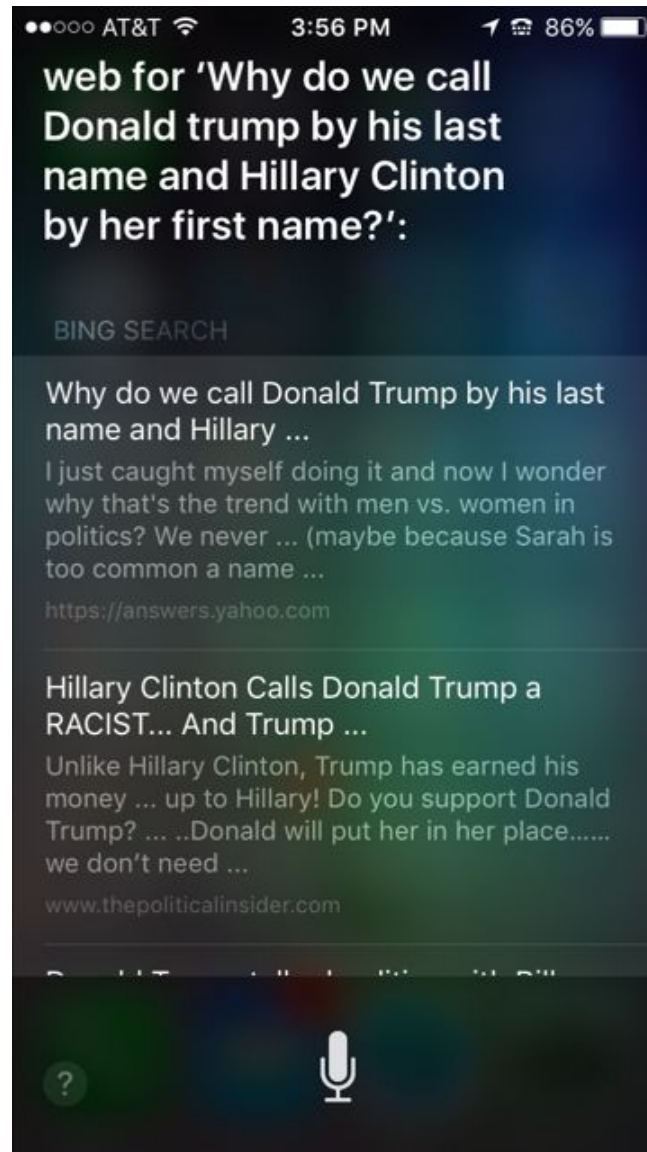 AT&T 3:56 PM 86%
web for ‘Why do we call
Donald trump by his last
name and Hillary Clinton
by her first name?’:
BING SEARCH
Why do we call Donald Trump by his last
name and Hillary ...
I just caught myself doing it and now I wonder
why that's the trend with men vs. women in
politics? We never ... (maybe because Sarah is
too common a name ...
https://answers.yahoo.com
Hillary Clinton Calls Donald Trump a
RACIST... And Trump ...
Unlike Hillary Clinton, Trump has earned his
money ... up to Hillary! Do you support Donald
Trump? ... ..Donald will put her in her place......
we don’t need ...
www.thepoliticalinsider.com
?